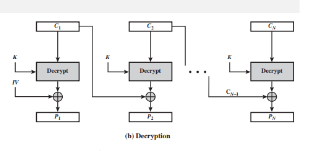 C1 C2 CN
K K K
Decrypt Decrypt Decrypt
IV
CN−1
P1 P2 PN
(b) Decryption